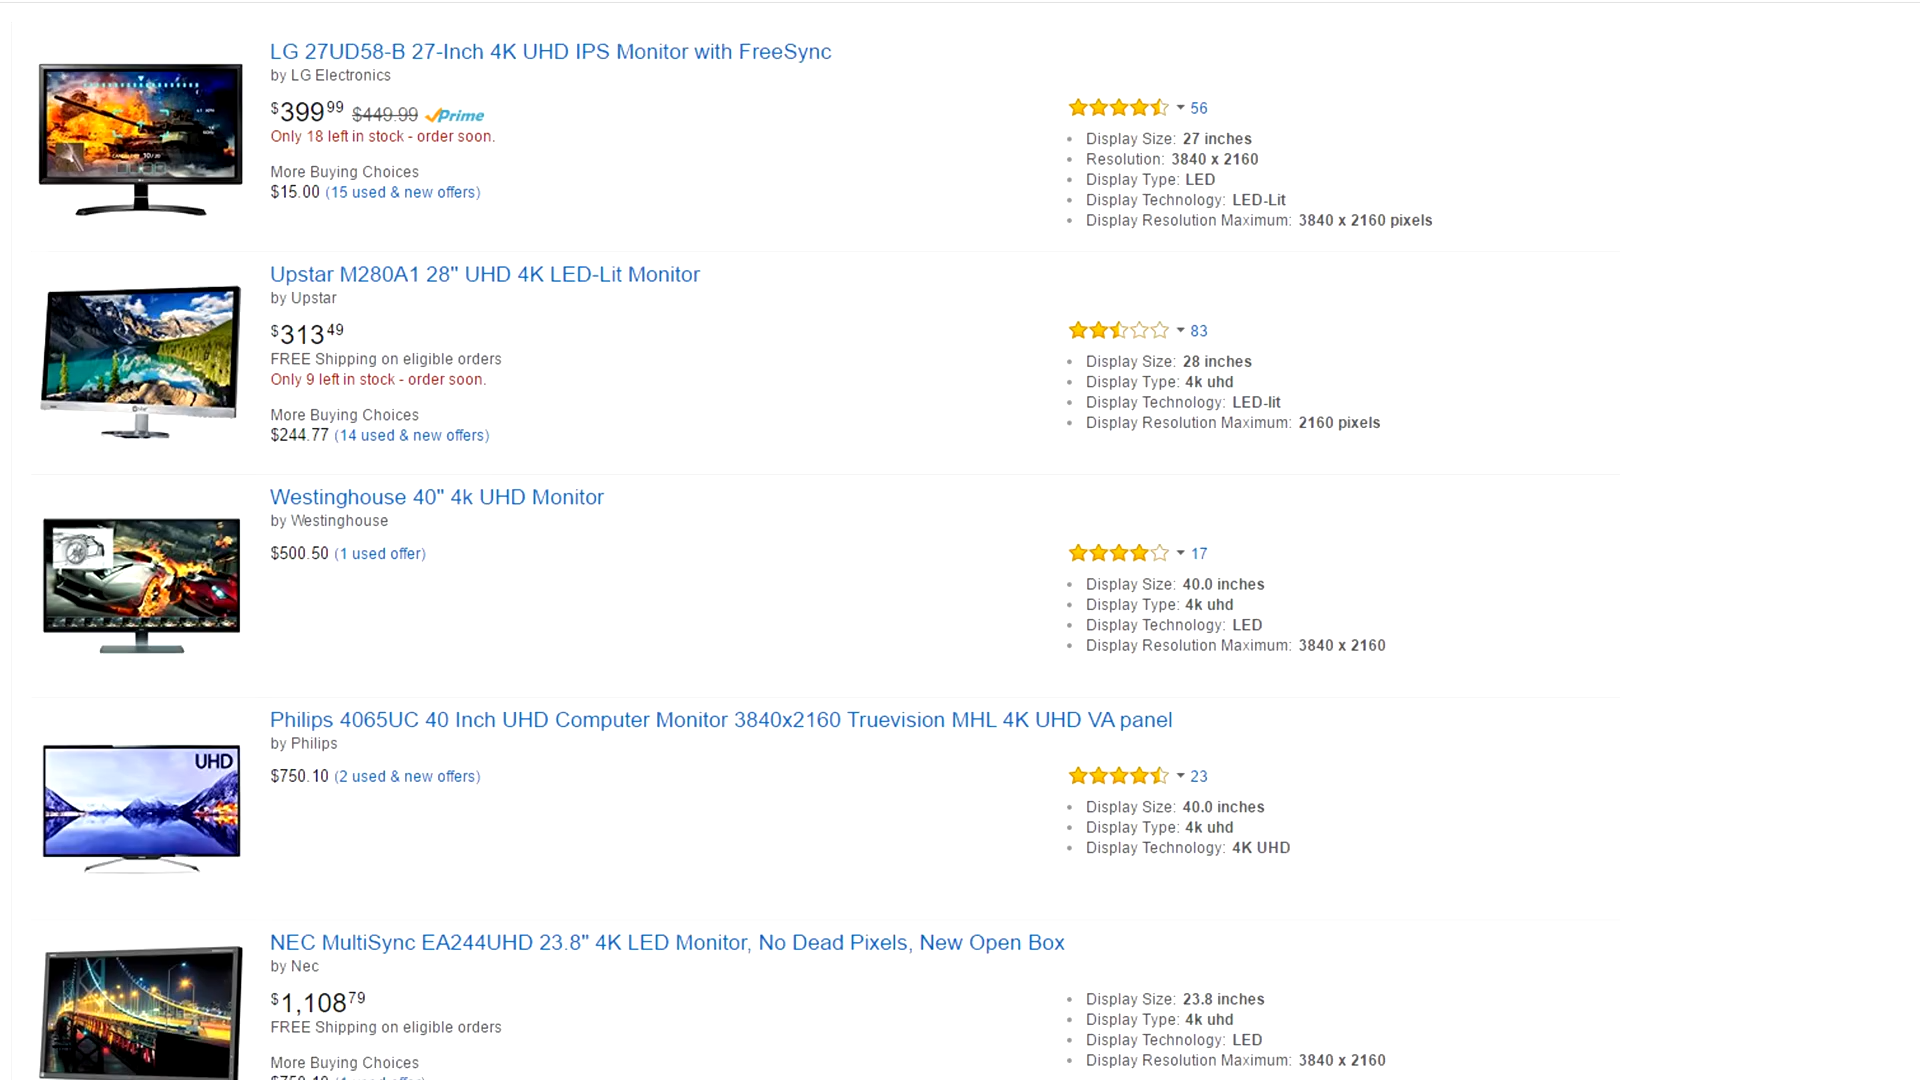 LG 27UD58-B 27-Inch 4K UHD IPS Monitor with FreeSync
by LG Electronics
$399 99 $449.99 Prime
Only 18 left in stock - order soon.
More Buying Choices
$15.00 (15 used & new offers)
56
Display Size: 27 inches
Resolution: 3840 x 2160
Display Type: LED
Display Technology: LED-Lit
Display Resolution Maximum: 3840 x 2160 pixels
Upstar M280A1 28" UHD 4K LED-Lit Monitor
by Upstar
$313 49
FREE Shipping on eligible orders
Only 9 left in stock - order soon.
More Buying Choices
$244.77 (14 used & new offers)
83
Display Size: 28 inches
Display Type: 4k uhd
Display Technology: LED-lit
Display Resolution Maximum: 2160 pixels
Westinghouse 40" 4k UHD Monitor
by Westinghouse
$500.50 (1 used offer)
17
Display Size: 40.0 inches
Display Type: 4k uhd
Display Technology: LED
Display Resolution Maximum: 3840 x 2160
Philips 4065UC 40 Inch UHD Computer Monitor 3840x2160 Truevision MHL 4K UHD VA panel
by Philips
UHD
$750.10 (2 used & new offers)
23
Display Size: 40.0 inches
Display Type: 4k uhd
Display Technology: 4K UHD
NEC MultiSync EA244UHD 23.8" 4K LED Monitor, No Dead Pixels, New Open Box
by Nec
$1,108 79
FREE Shipping on eligible orders
More Buying Choices
Display Size: 23.8 inches
Display Type: 4k uhd
Display Technology: LED
Display Resolution Maximum: 3840 x 2160